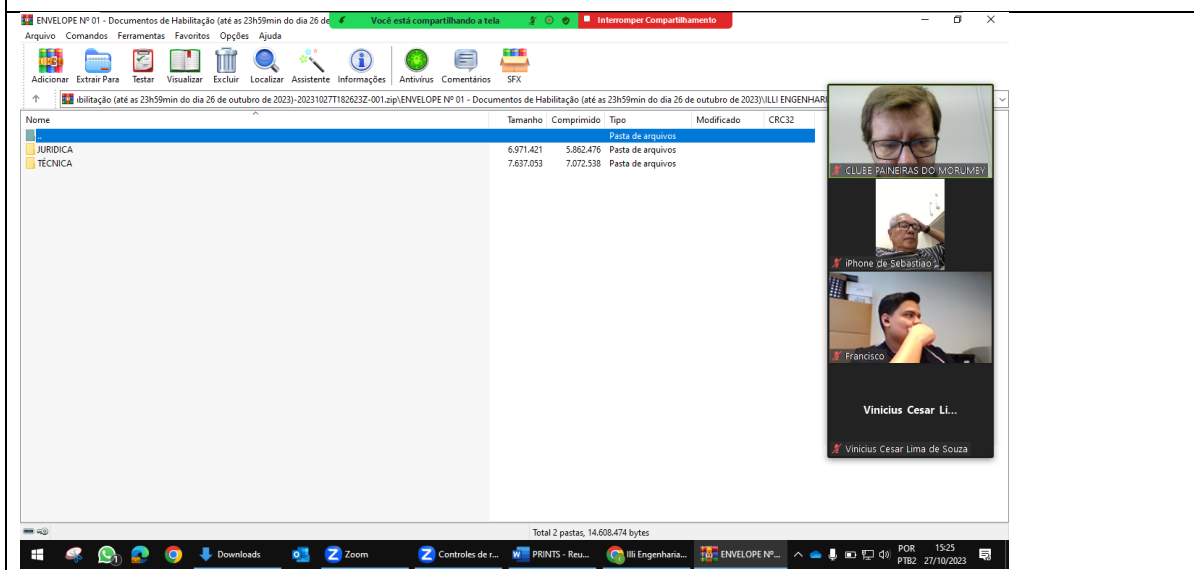 ENVELOPE Nº 01 - Documentos de Habilitação (até as 23h59min do dia 26 de
Você está compartilhando a tela
Interromper Compartilhamento
Arquivo Comandos Ferramentas Favoritos Opções Ajuda
Adicionar Extrair Para Testar Visualizar Excluir Localizar Assistente Informações Antivírus Comentários SFX
ibilitação (até as 23h59min do dia 26 de outubro de 2023)-20231027T182623Z-001.zip\ENVELOPE Nº 01 - Documentos de Habilitação (até as 23h59min do dia 26 de outubro de 2023)\ILLI ENGENHARI
Nome Tamanho Comprimido Tipo Modificado CRC32
.. Pasta de arquivos
JURIDICA 6.971.421 5.862.476 Pasta de arquivos
TÉCNICA 7.637.053 7.072.538 Pasta de arquivos
CLUBE PAINEIRAS DO MORUMBY
iPhone de Sebastiao
Francisco
Vinicius Cesar Li...
Vinicius Cesar Lima de Souza
Total 2 pastas, 14.608.474 bytes
Downloads Zoom Controles de r... PRINTS - Reu... Illi Engenharia... ENVELOPE Nº... POR 15:25
PTB2 27/10/2023